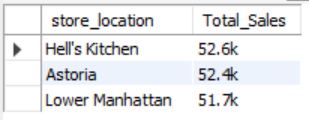 store_location Total_Sales
Hell's Kitchen 52.6k
Astoria 52.4k
Lower Manhattan 51.7k